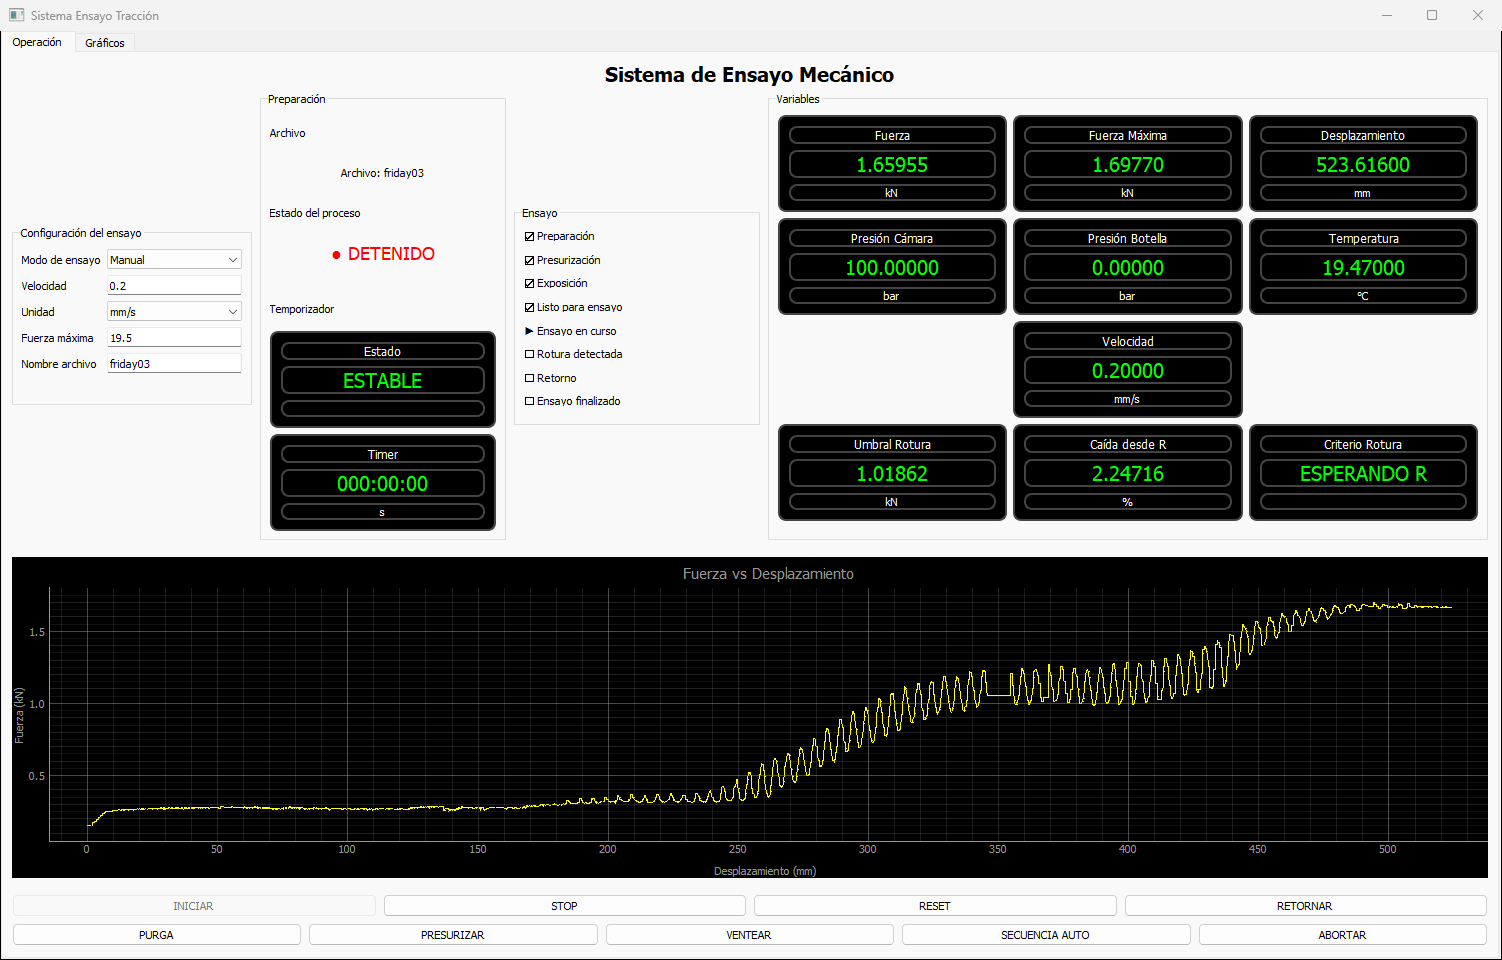 Sistema Ensayo Tracción
Operación
Gráficos
Sistema de Ensayo Mecánico
Configuración del ensayo
Modo de ensayo
Manual
Velocidad
0.2
Unidad
mm/s
Fuerza máxima
19.5
Nombre archivo
friday03
Preparación
Archivo
Archivo: friday03
Estado del proceso
● DETENIDO
Temporizador
Estado
ESTABLE
Timer
000:00:00
s
Ensayo
☑ Preparación
☑ Presurización
☑ Exposición
☑ Listo para ensayo
▶ Ensayo en curso
☐ Rotura detectada
☐ Retorno
☐ Ensayo finalizado
Variables
Fuerza
1.65955
kN
Fuerza Máxima
1.69770
kN
Desplazamiento
523.61600
mm
Presión Cámara
100.00000
bar
Presión Botella
0.00000
bar
Temperatura
19.47000
ºC
Velocidad
0.20000
mm/s
Umbral Rotura
1.01862
kN
Caída desde R
2.24716
%
Criterio Rotura
ESPERANDO R
Fuerza vs Desplazamiento
Fuerza (kN)
1.5
1.0
0.5
0 50 100 150 200 250 300 350 400 450 500
Desplazamiento (mm)
INICIAR
STOP
RESET
RETORNAR
PURGA
PRESURIZAR
VENTEAR
SECUENCIA AUTO
ABORTAR